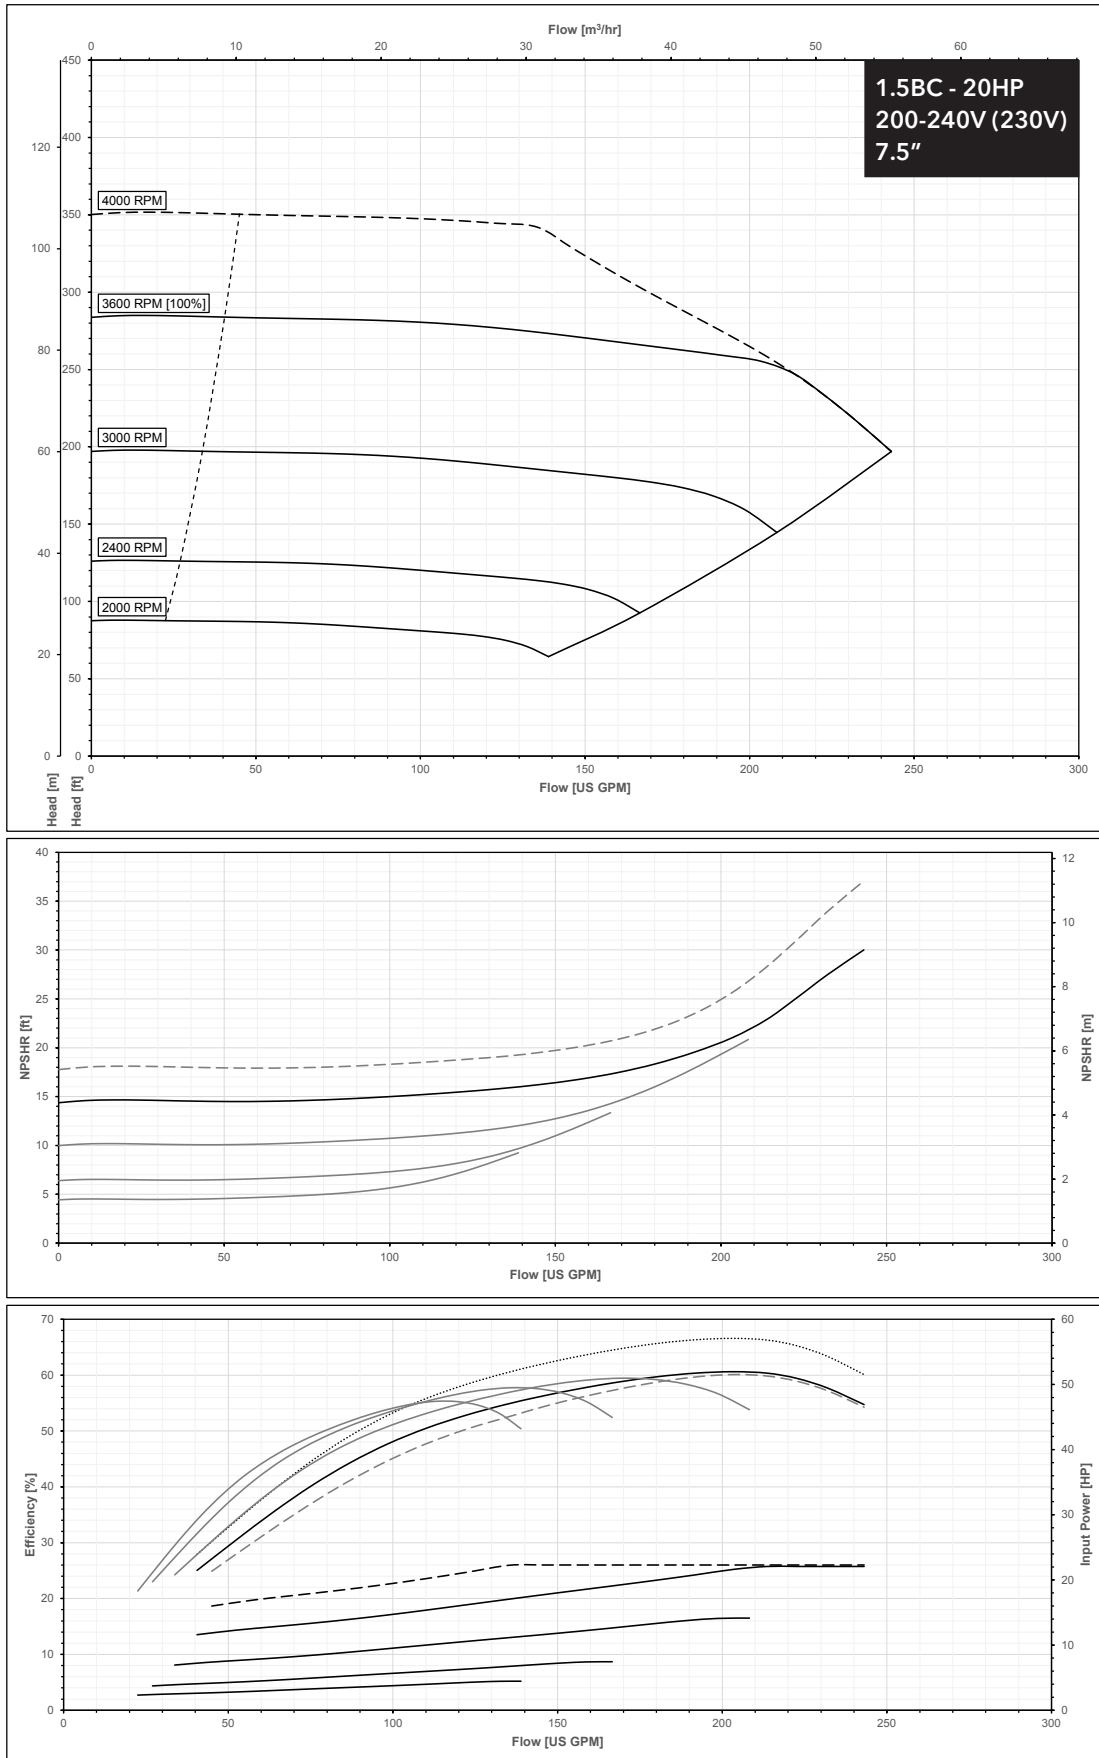 Flow [m³/hr]
0 10 20 30 40 50 60
1.5BC - 20HP
200-240V (230V)
7.5"
450
400
350
300
250
200
150
100
50
0
120
100
80
60
40
20
0
4000 RPM
3600 RPM [100%]
3000 RPM
2400 RPM
2000 RPM
0 50 100 150 200 250 300
Flow [US GPM]
Head [m]
Head [ft]
40
35
30
25
20
15
10
5
0
NPSHR [ft]
12
10
8
6
4
2
0
NPSHR [m]
0 50 100 150 200 250 300
Flow [US GPM]
70
60
50
40
30
20
10
0
Efficiency [%]
60
50
40
30
20
10
0
Input Power [HP]
0 50 100 150 200 250 300
Flow [US GPM]